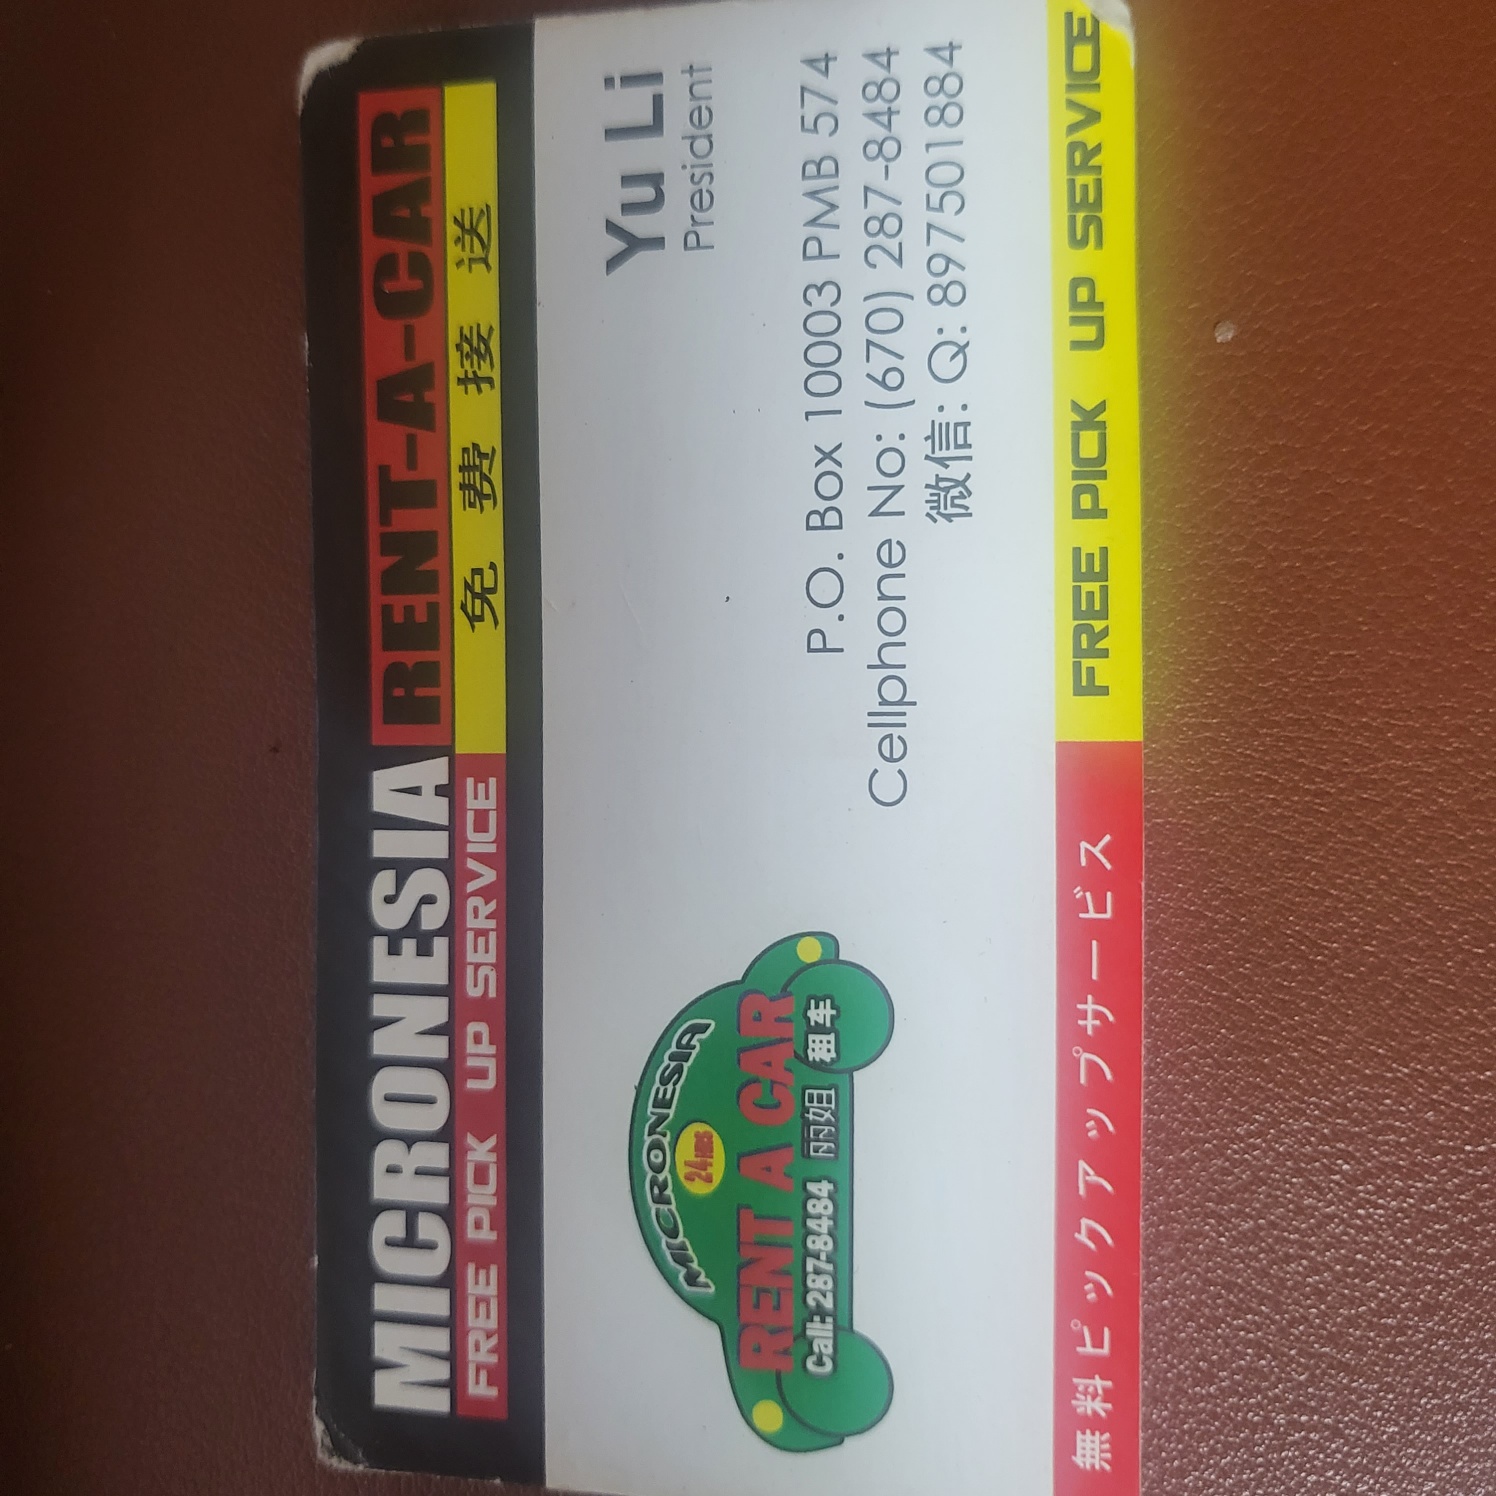 MICRONESIA RENT-A-CAR
FREE PICK UP SERVICE 免费接送
Yu Li
President
MICRONESIA
24HRS
RENT A CAR
Call: 287-8484 丽姐 租车
P.O. Box 10003 PMB 574
Cellphone No: (670) 287-8484
微信: Q: 897501884
無料ピックアップサービス FREE PICK UP SERVICE